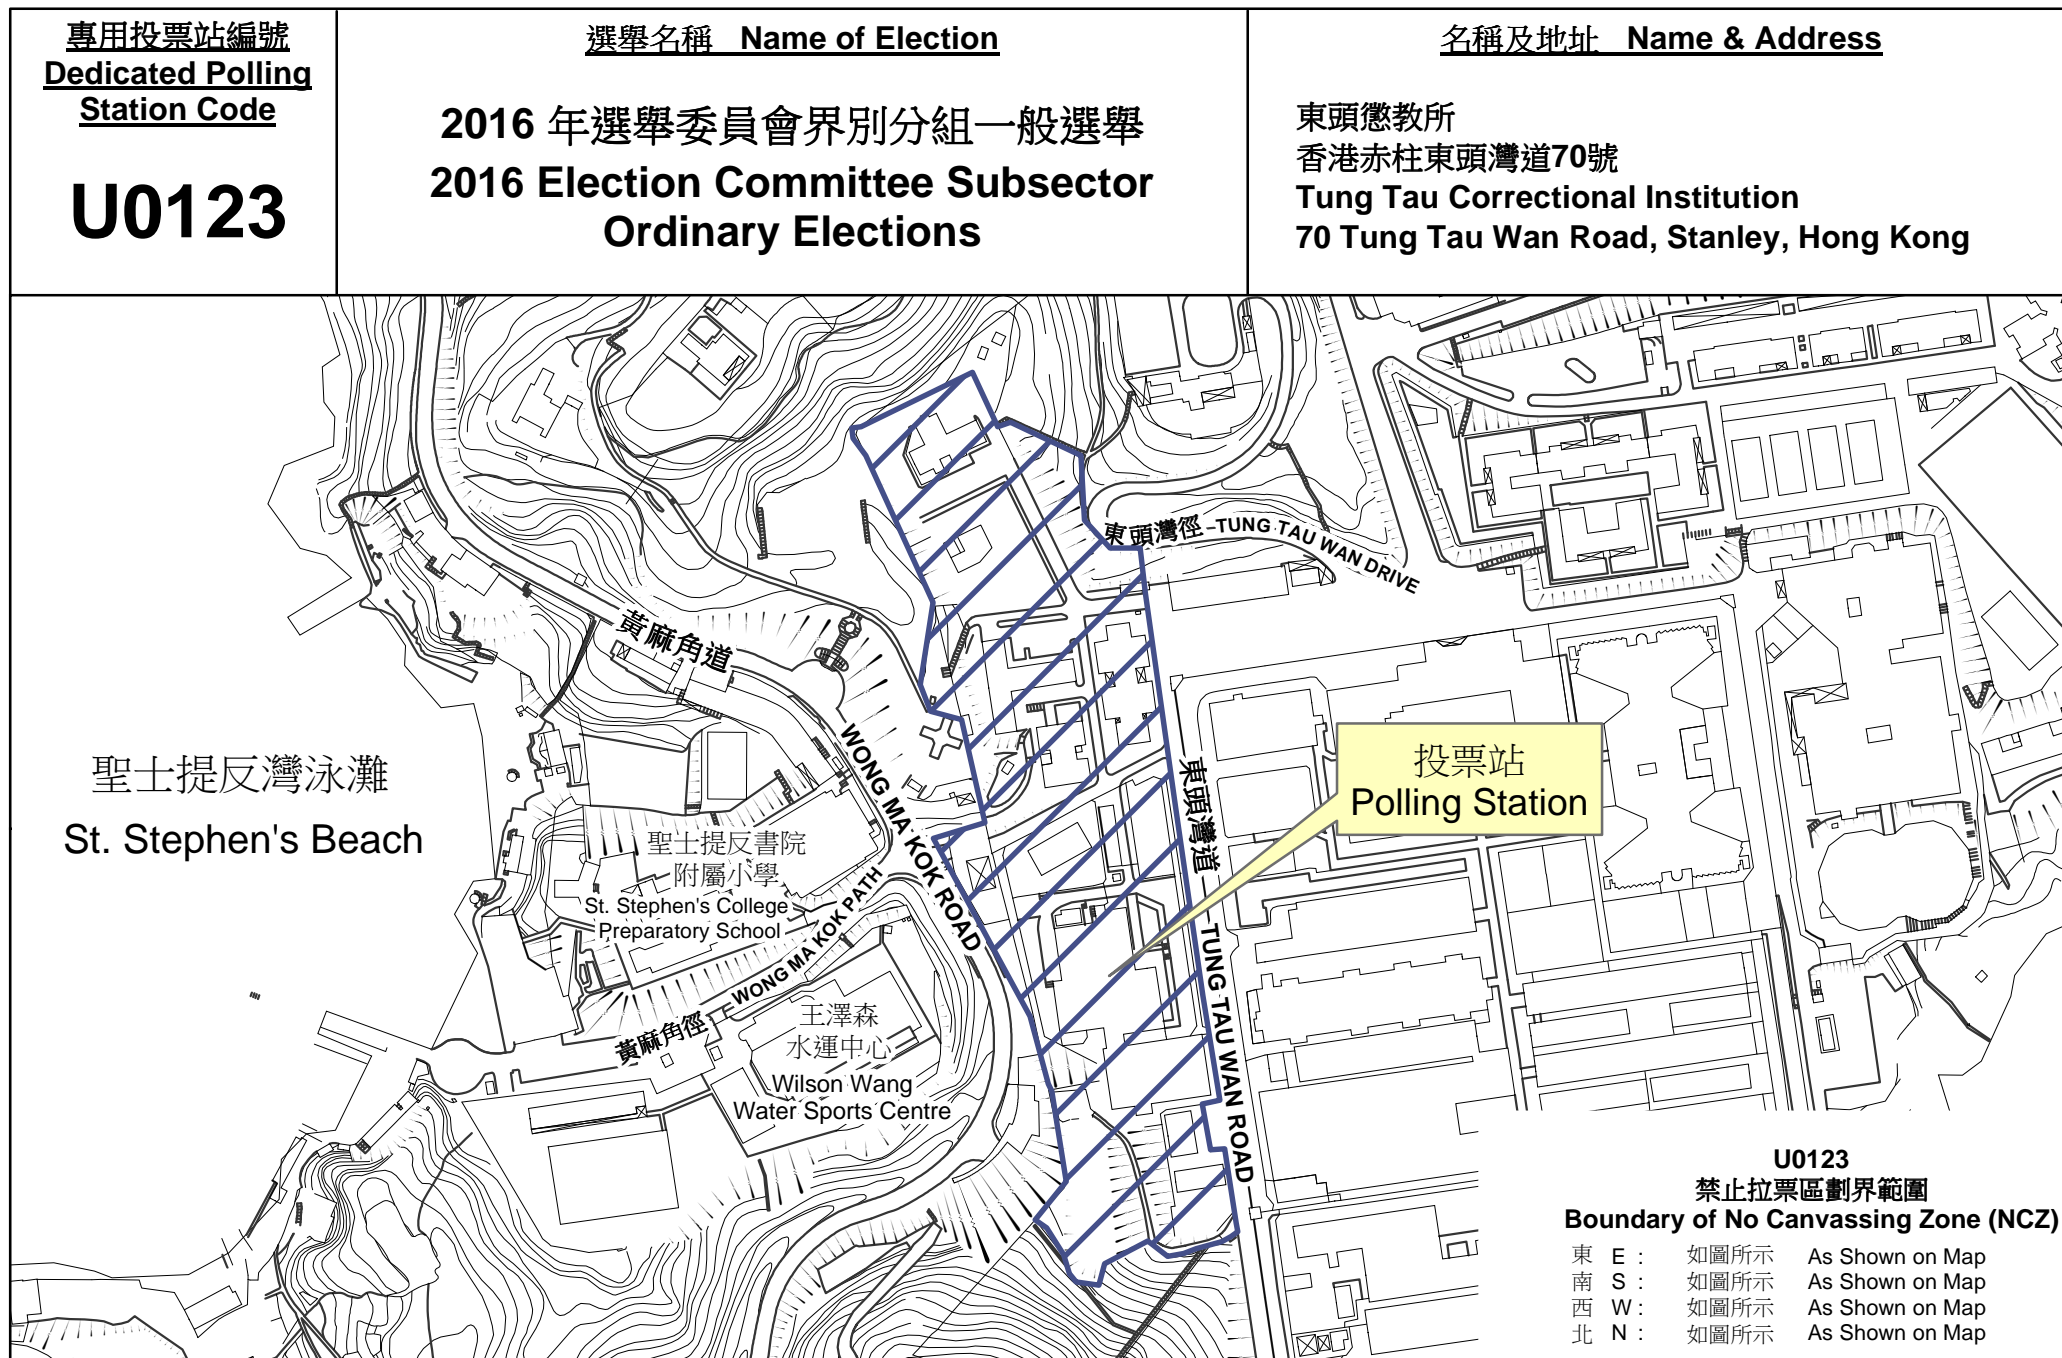 專用投票站編號
Dedicated Polling
Station Code
U0123
選舉名稱 Name of Election
2016 年選舉委員會界別分組一般選舉
2016 Election Committee Subsector
Ordinary Elections
名稱及地址 Name & Address
東頭懲教所
香港赤柱東頭灣道70號
Tung Tau Correctional Institution
70 Tung Tau Wan Road, Stanley, Hong Kong
東頭灣徑 TUNG TAU WAN DRIVE
黃麻角道
WONG MA KOK ROAD
聖士提反灣泳灘
St. Stephen's Beach
投票站
Polling Station
東頭灣道
TUNG TAU WAN ROAD
聖士提反書院
附屬小學
St. Stephen's College
Preparatory School
黃麻角徑 WONG MA KOK PATH
王澤森
水運中心
Wilson Wang
Water Sports Centre
U0123
禁止拉票區劃界範圍
Boundary of No Canvassing Zone (NCZ)
東 E : 如圖所示 As Shown on Map
南 S : 如圖所示 As Shown on Map
西 W : 如圖所示 As Shown on Map
北 N : 如圖所示 As Shown on Map